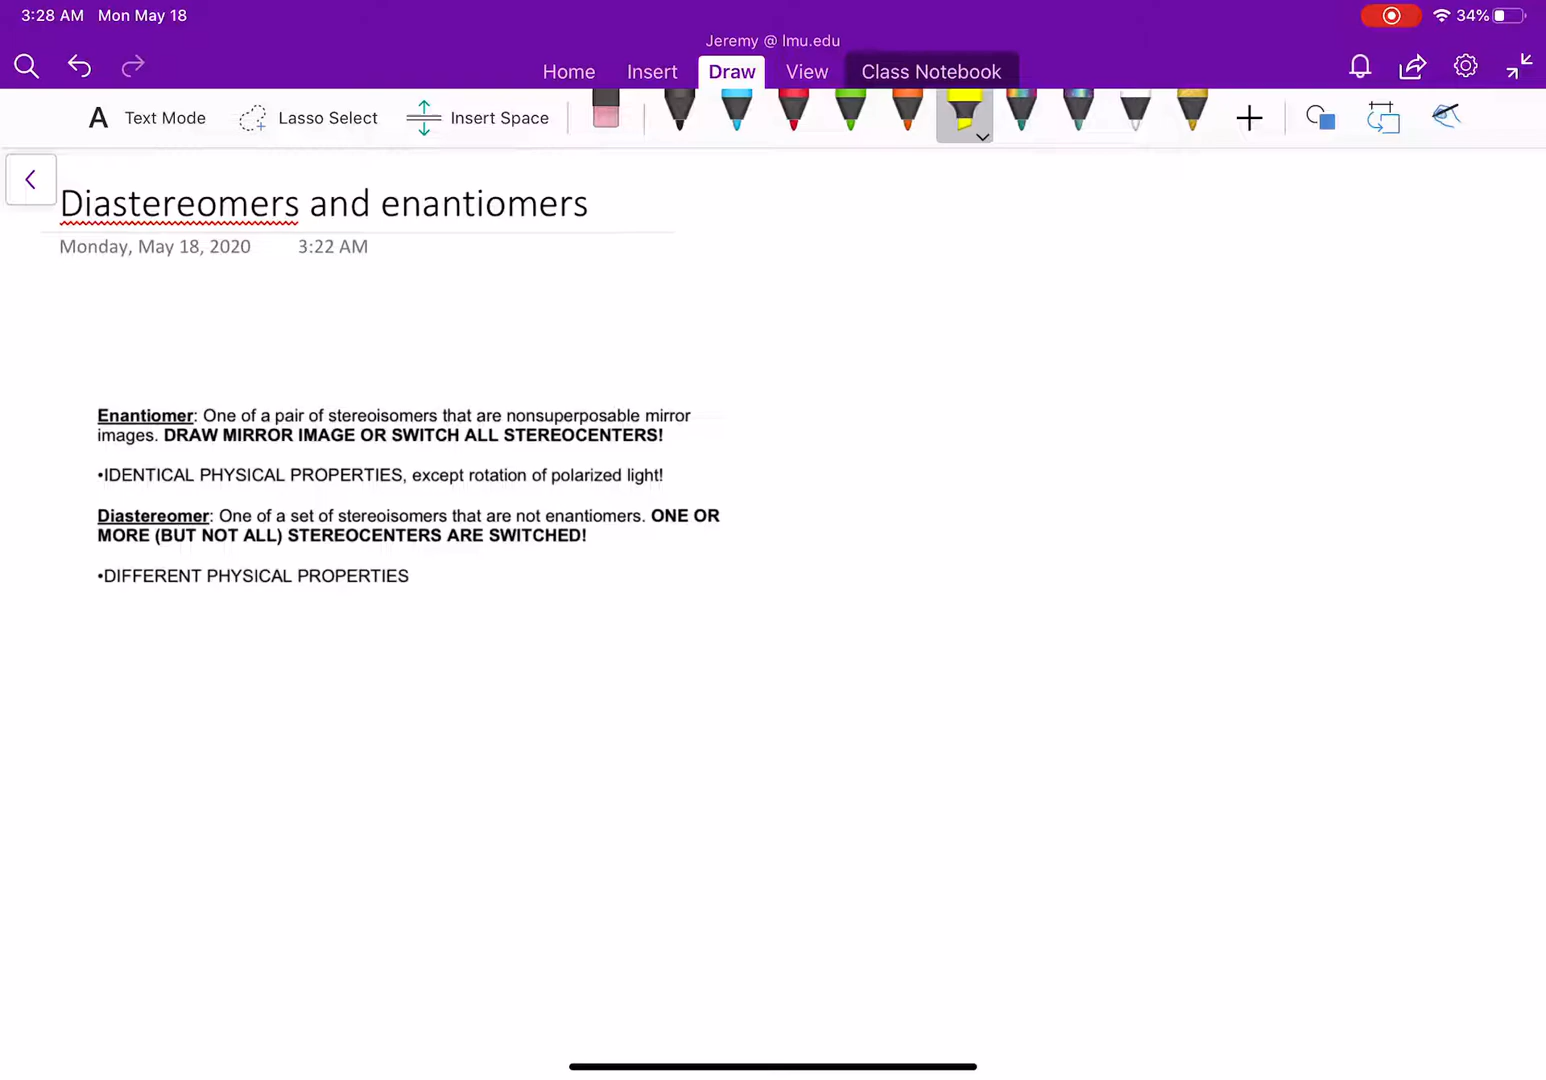 3:28 AM Mon May 18
34%
Jeremy @ lmu.edu
Home Insert Draw View Class Notebook
A Text Mode Lasso Select Insert Space
Diastereomers and enantiomers
Monday, May 18, 2020 3:22 AM
Enantiomer: One of a pair of stereoisomers that are nonsuperposable mirror
images. DRAW MIRROR IMAGE OR SWITCH ALL STEREOCENTERS!
•IDENTICAL PHYSICAL PROPERTIES, except rotation of polarized light!
Diastereomer: One of a set of stereoisomers that are not enantiomers. ONE OR
MORE (BUT NOT ALL) STEREOCENTERS ARE SWITCHED!
•DIFFERENT PHYSICAL PROPERTIES